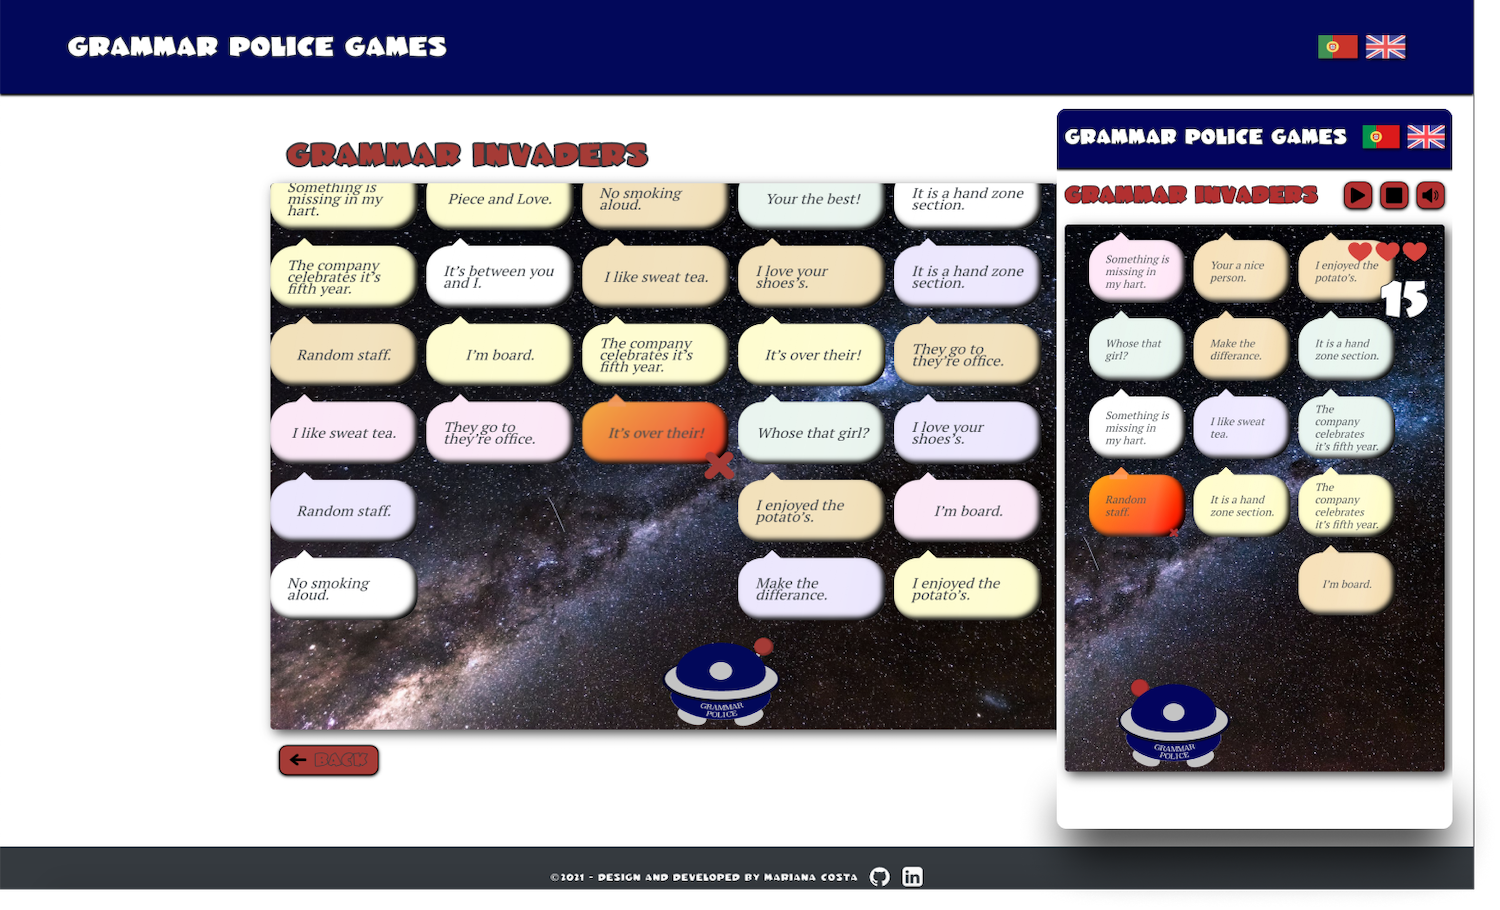 GRAMMAR POLICE GAMES
GRAMMAR INVADERS
Something is
missing in my
hart.
Piece and Love.
No smoking
aloud.
Your the best!
It is a hand zone
section.
The company
celebrates it's
fifth year.
It's between you
and I.
I like sweat tea.
I love your
shoes's.
It is a hand zone
section.
Random staff.
I'm board.
The company
celebrates it's
fifth year.
It's over their!
They go to
they're office.
I like sweat tea.
They go to
they're office.
It's over their!
Whose that girl?
I love your
shoes's.
Random staff.
I enjoyed the
potato's.
I'm board.
No smoking
aloud.
Make the
differance.
I enjoyed the
potato's.
GRAMMAR
POLICE
BACK
GRAMMAR POLICE GAMES
GRAMMAR INVADERS
Something is
missing in
my hart.
Your a nice
person.
I enjoyed the
potato's.
15
Whose that
girl?
Make the
differance.
It is a hand
zone section.
Something is
missing in
my hart.
I like sweat
tea.
The
company
celebrates
it's fifth year.
Random
staff.
It is a hand
zone section.
The
company
celebrates
it's fifth year.
I'm board.
GRAMMAR
POLICE
©2021 - DESIGN AND DEVELOPED BY MARIANA COSTA
in